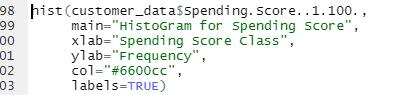 98 hist(customer_data$Spending.Score..1.100.,
99 main="HistoGram for Spending Score",
00 xlab="Spending Score Class",
01 ylab="Frequency",
02 col="#6600cc",
03 labels=TRUE)